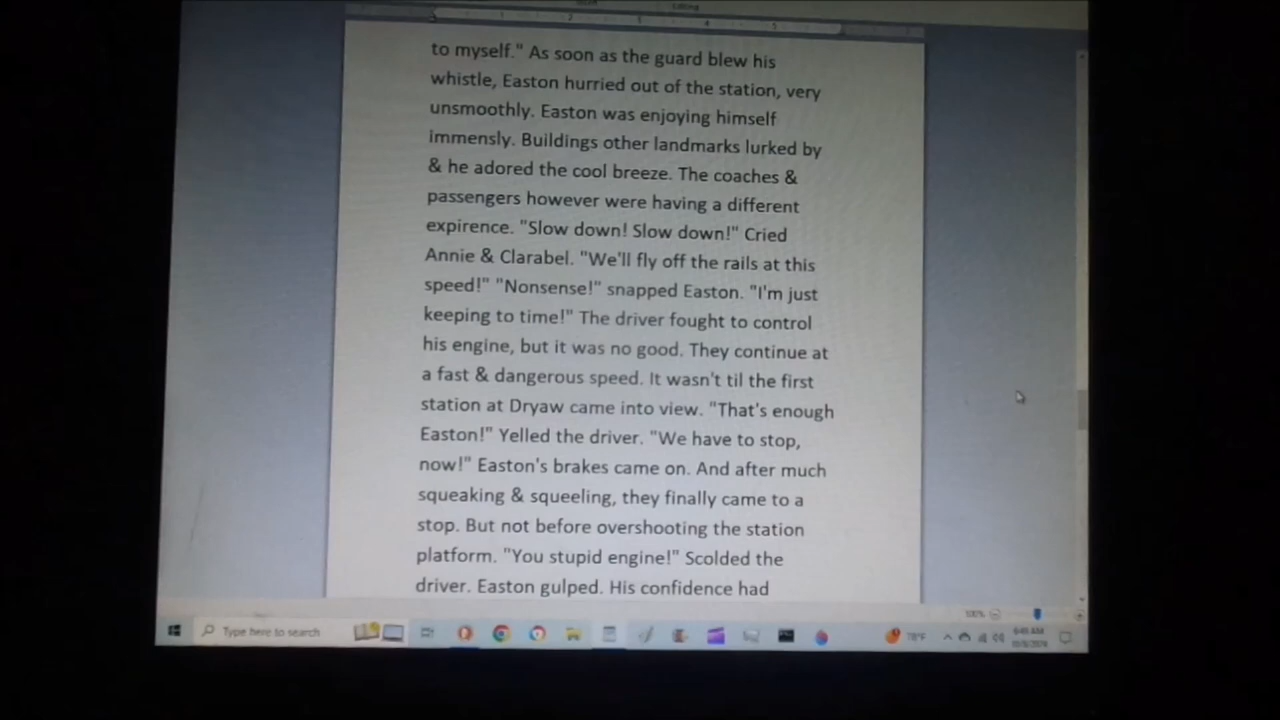 to myself." As soon as the guard blew his
whistle, Easton hurried out of the station, very
unsmoothly. Easton was enjoying himself
immensly. Buildings other landmarks lurked by
& he adored the cool breeze. The coaches &
passengers however were having a different
expirence. "Slow down! Slow down!" Cried
Annie & Clarabel. "We'll fly off the rails at this
speed!" "Nonsense!" snapped Easton. "I'm just
keeping to time!" The driver fought to control
his engine, but it was no good. They continue at
a fast & dangerous speed. It wasn't til the first
station at Dryaw came into view. "That's enough
Easton!" Yelled the driver. "We have to stop,
now!" Easton's brakes came on. And after much
squeaking & squeeling, they finally came to a
stop. But not before overshooting the station
platform. "You stupid engine!" Scolded the
driver. Easton gulped. His confidence had
100%
Type here to search
78°F